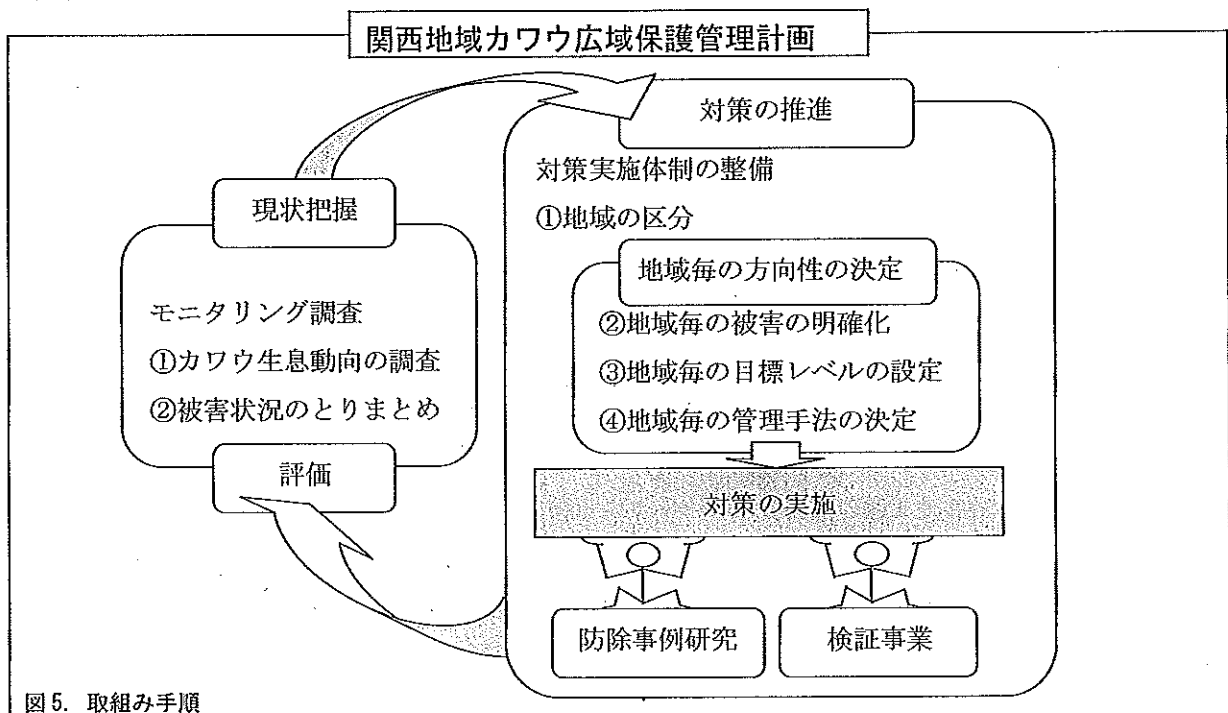 関西地域カワウ広域保護管理計画
現状把握
モニタリング調査
①カワウ生息動向の調査
②被害状況のとりまとめ
評価
対策の推進
対策実施体制の整備
①地域の区分
地域毎の方向性の決定
②地域毎の被害の明確化
③地域毎の目標レベルの設定
④地域毎の管理手法の決定
対策の実施
防除事例研究
検証事業
図5. 取組み手順